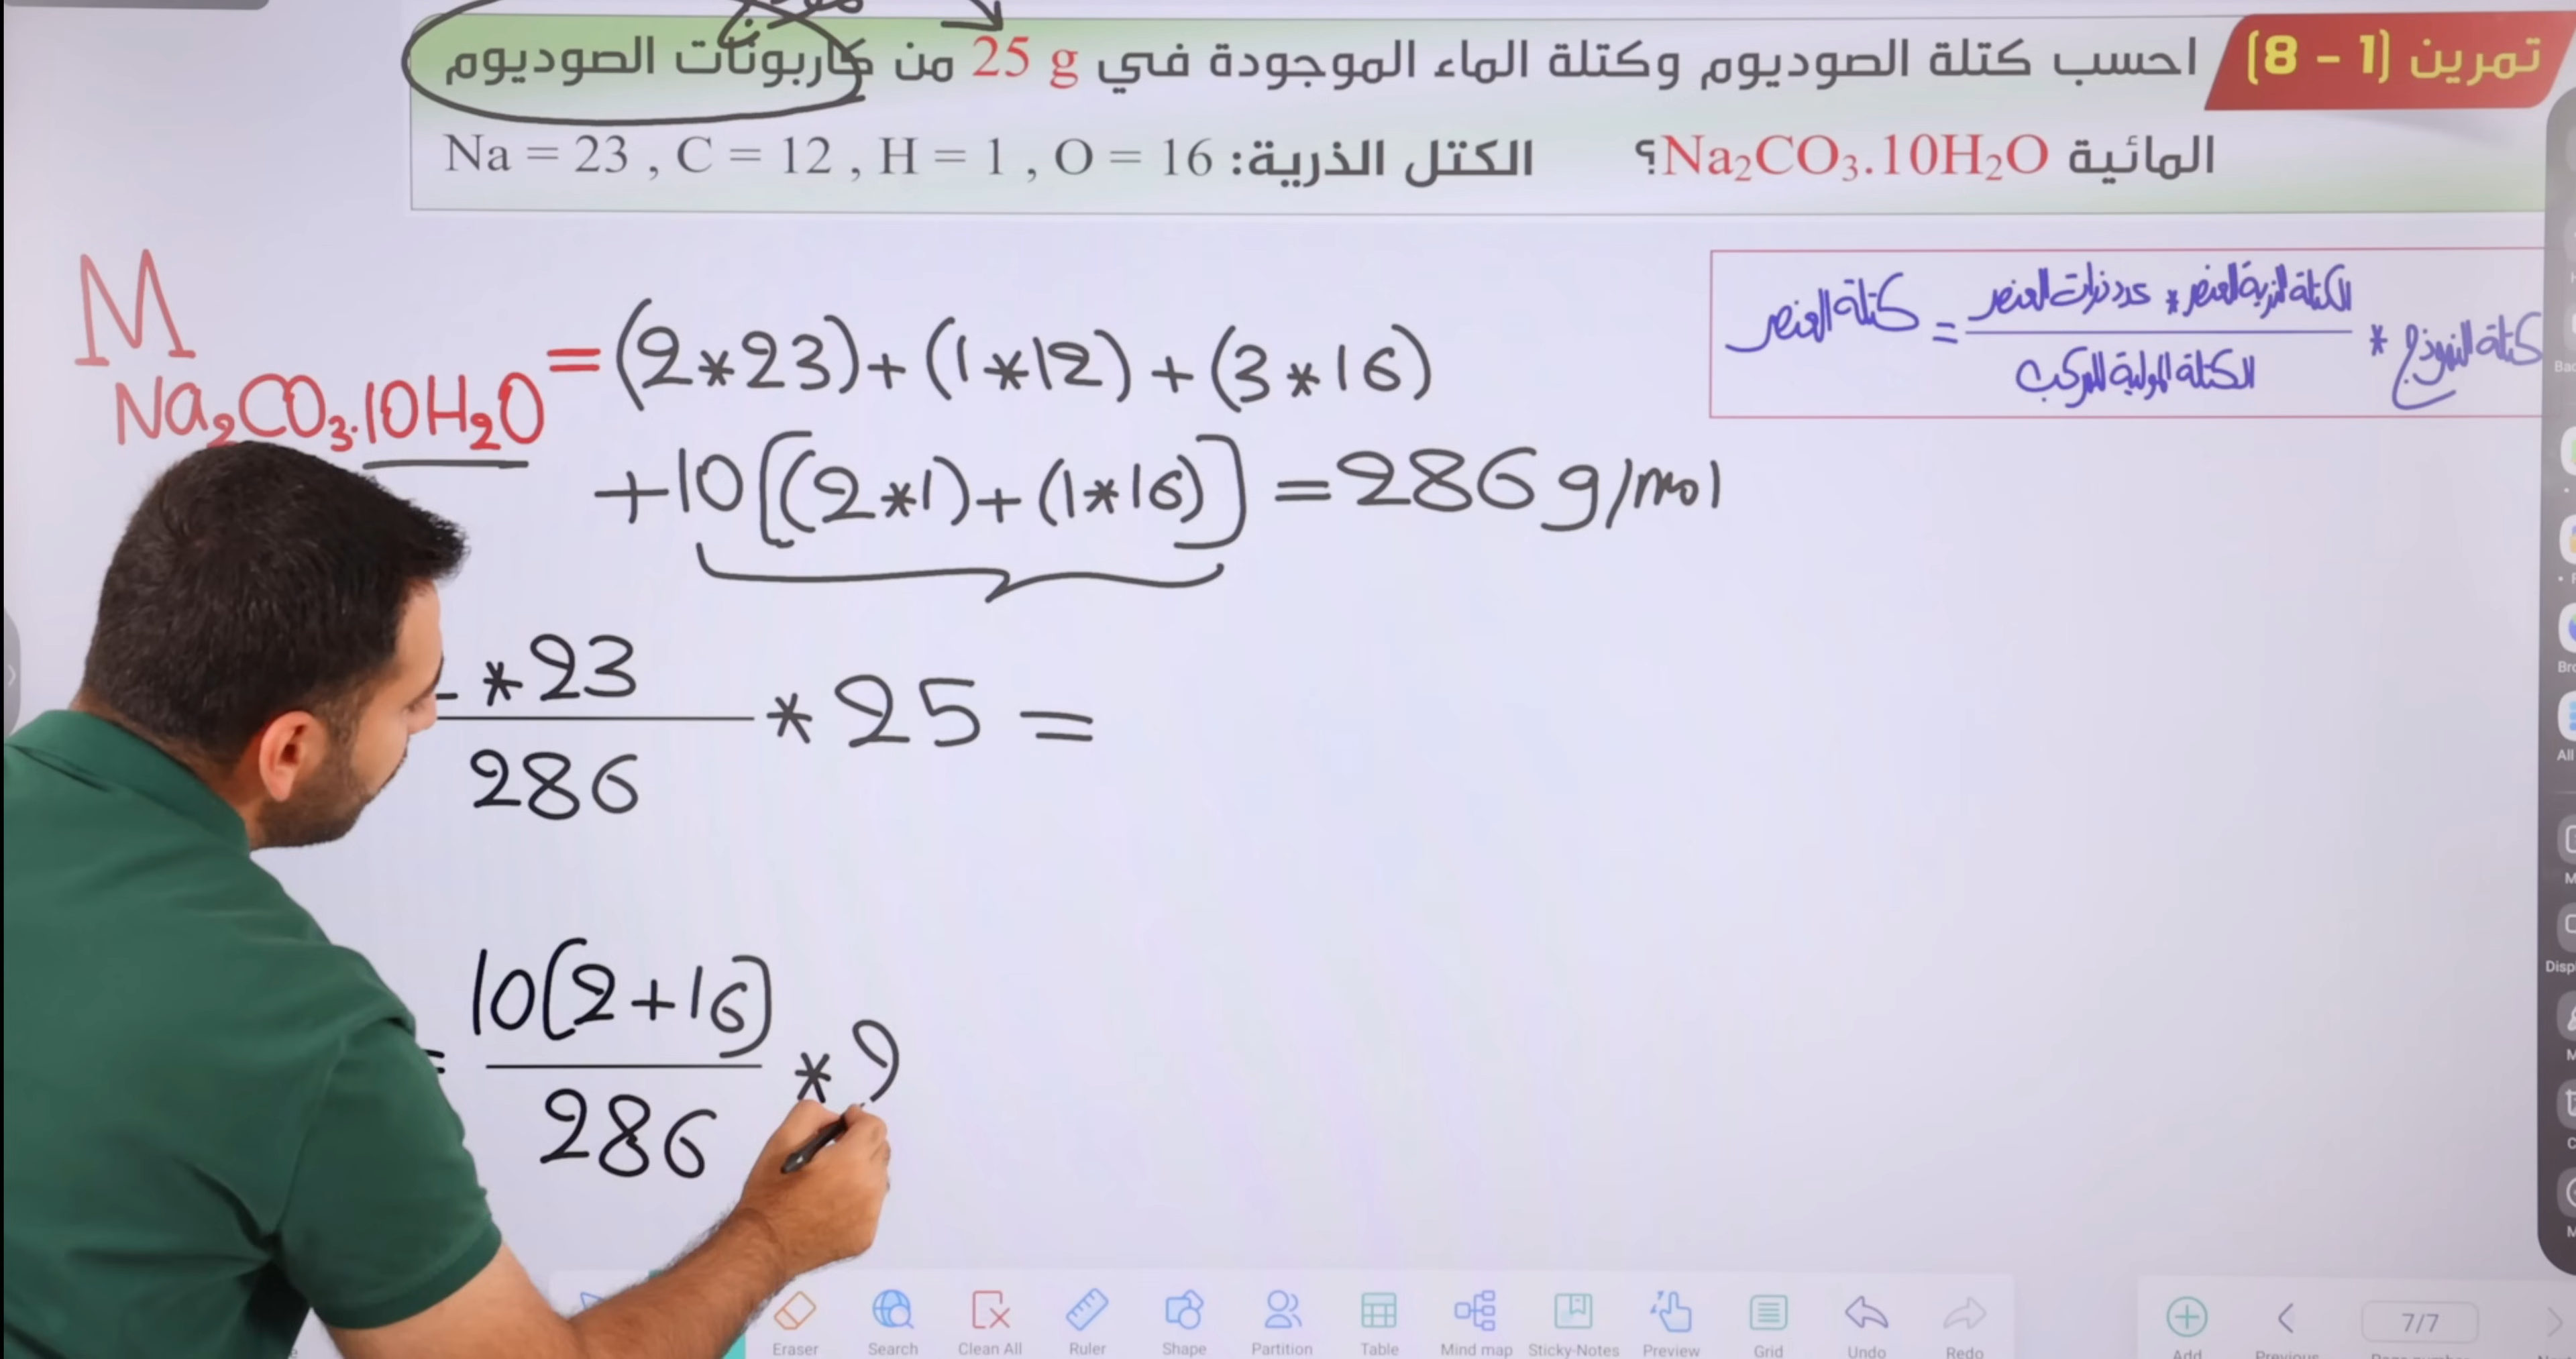 تمرين (1 - 8) احسب كتلة الصوديوم وكتلة الماء الموجودة في 25 g من كاربونات الصوديوم
المائية Na₂CO₃.10H₂O؟ الكتل الذرية: Na = 23 , C = 12 , H = 1 , O = 16
كتلة العنصر = الكتلة الذرية للعنصر * عدد ذرات العنصر
الكتلة المولية للمركب
* كتلة النموذج
M
Na₂CO₃.10H₂O = (2*23)+(1*12)+(3*16)
+10[(2*1)+(1*16)] = 286 g/mol
*23
286
*25 =
= 10(2+16)
286
*
Eraser
Search
Clean All
Ruler
Shape
Partition
Table
Mind map
Sticky-Notes
Preview
Grid
Undo
Redo
Add
Previous
7/7
Page number